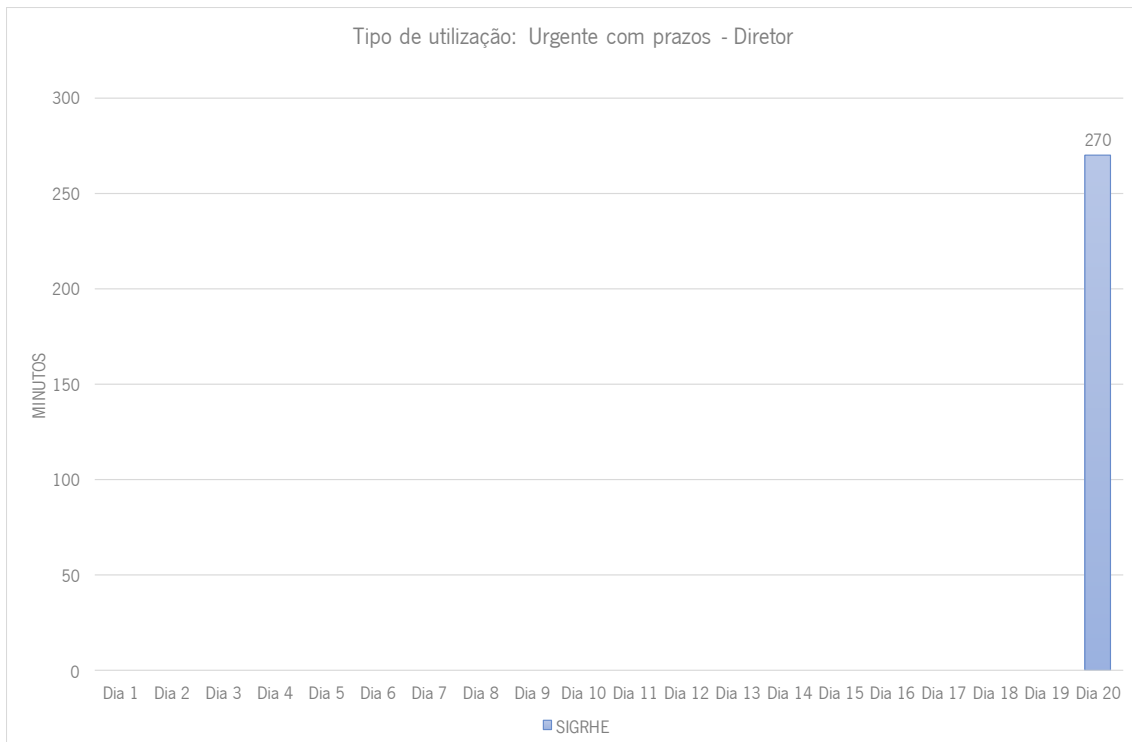 Tipo de utilização: Urgente com prazos - Diretor
300
270
250
200
150
100
50
0
MINUTOS
Dia 1 Dia 2 Dia 3 Dia 4 Dia 5 Dia 6 Dia 7 Dia 8 Dia 9 Dia 10 Dia 11 Dia 12 Dia 13 Dia 14 Dia 15 Dia 16 Dia 17 Dia 18 Dia 19 Dia 20
SIGRHE